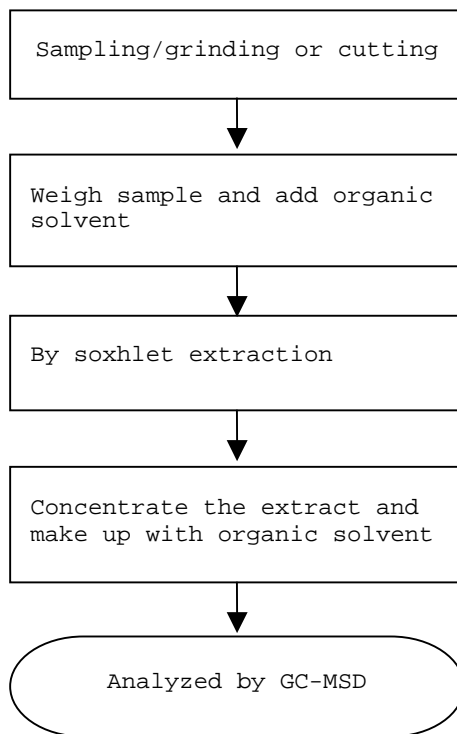 Sampling/grinding or cutting
Weigh sample and add organic
solvent
By soxhlet extraction
Concentrate the extract and
make up with organic solvent
Analyzed by GC-MSD